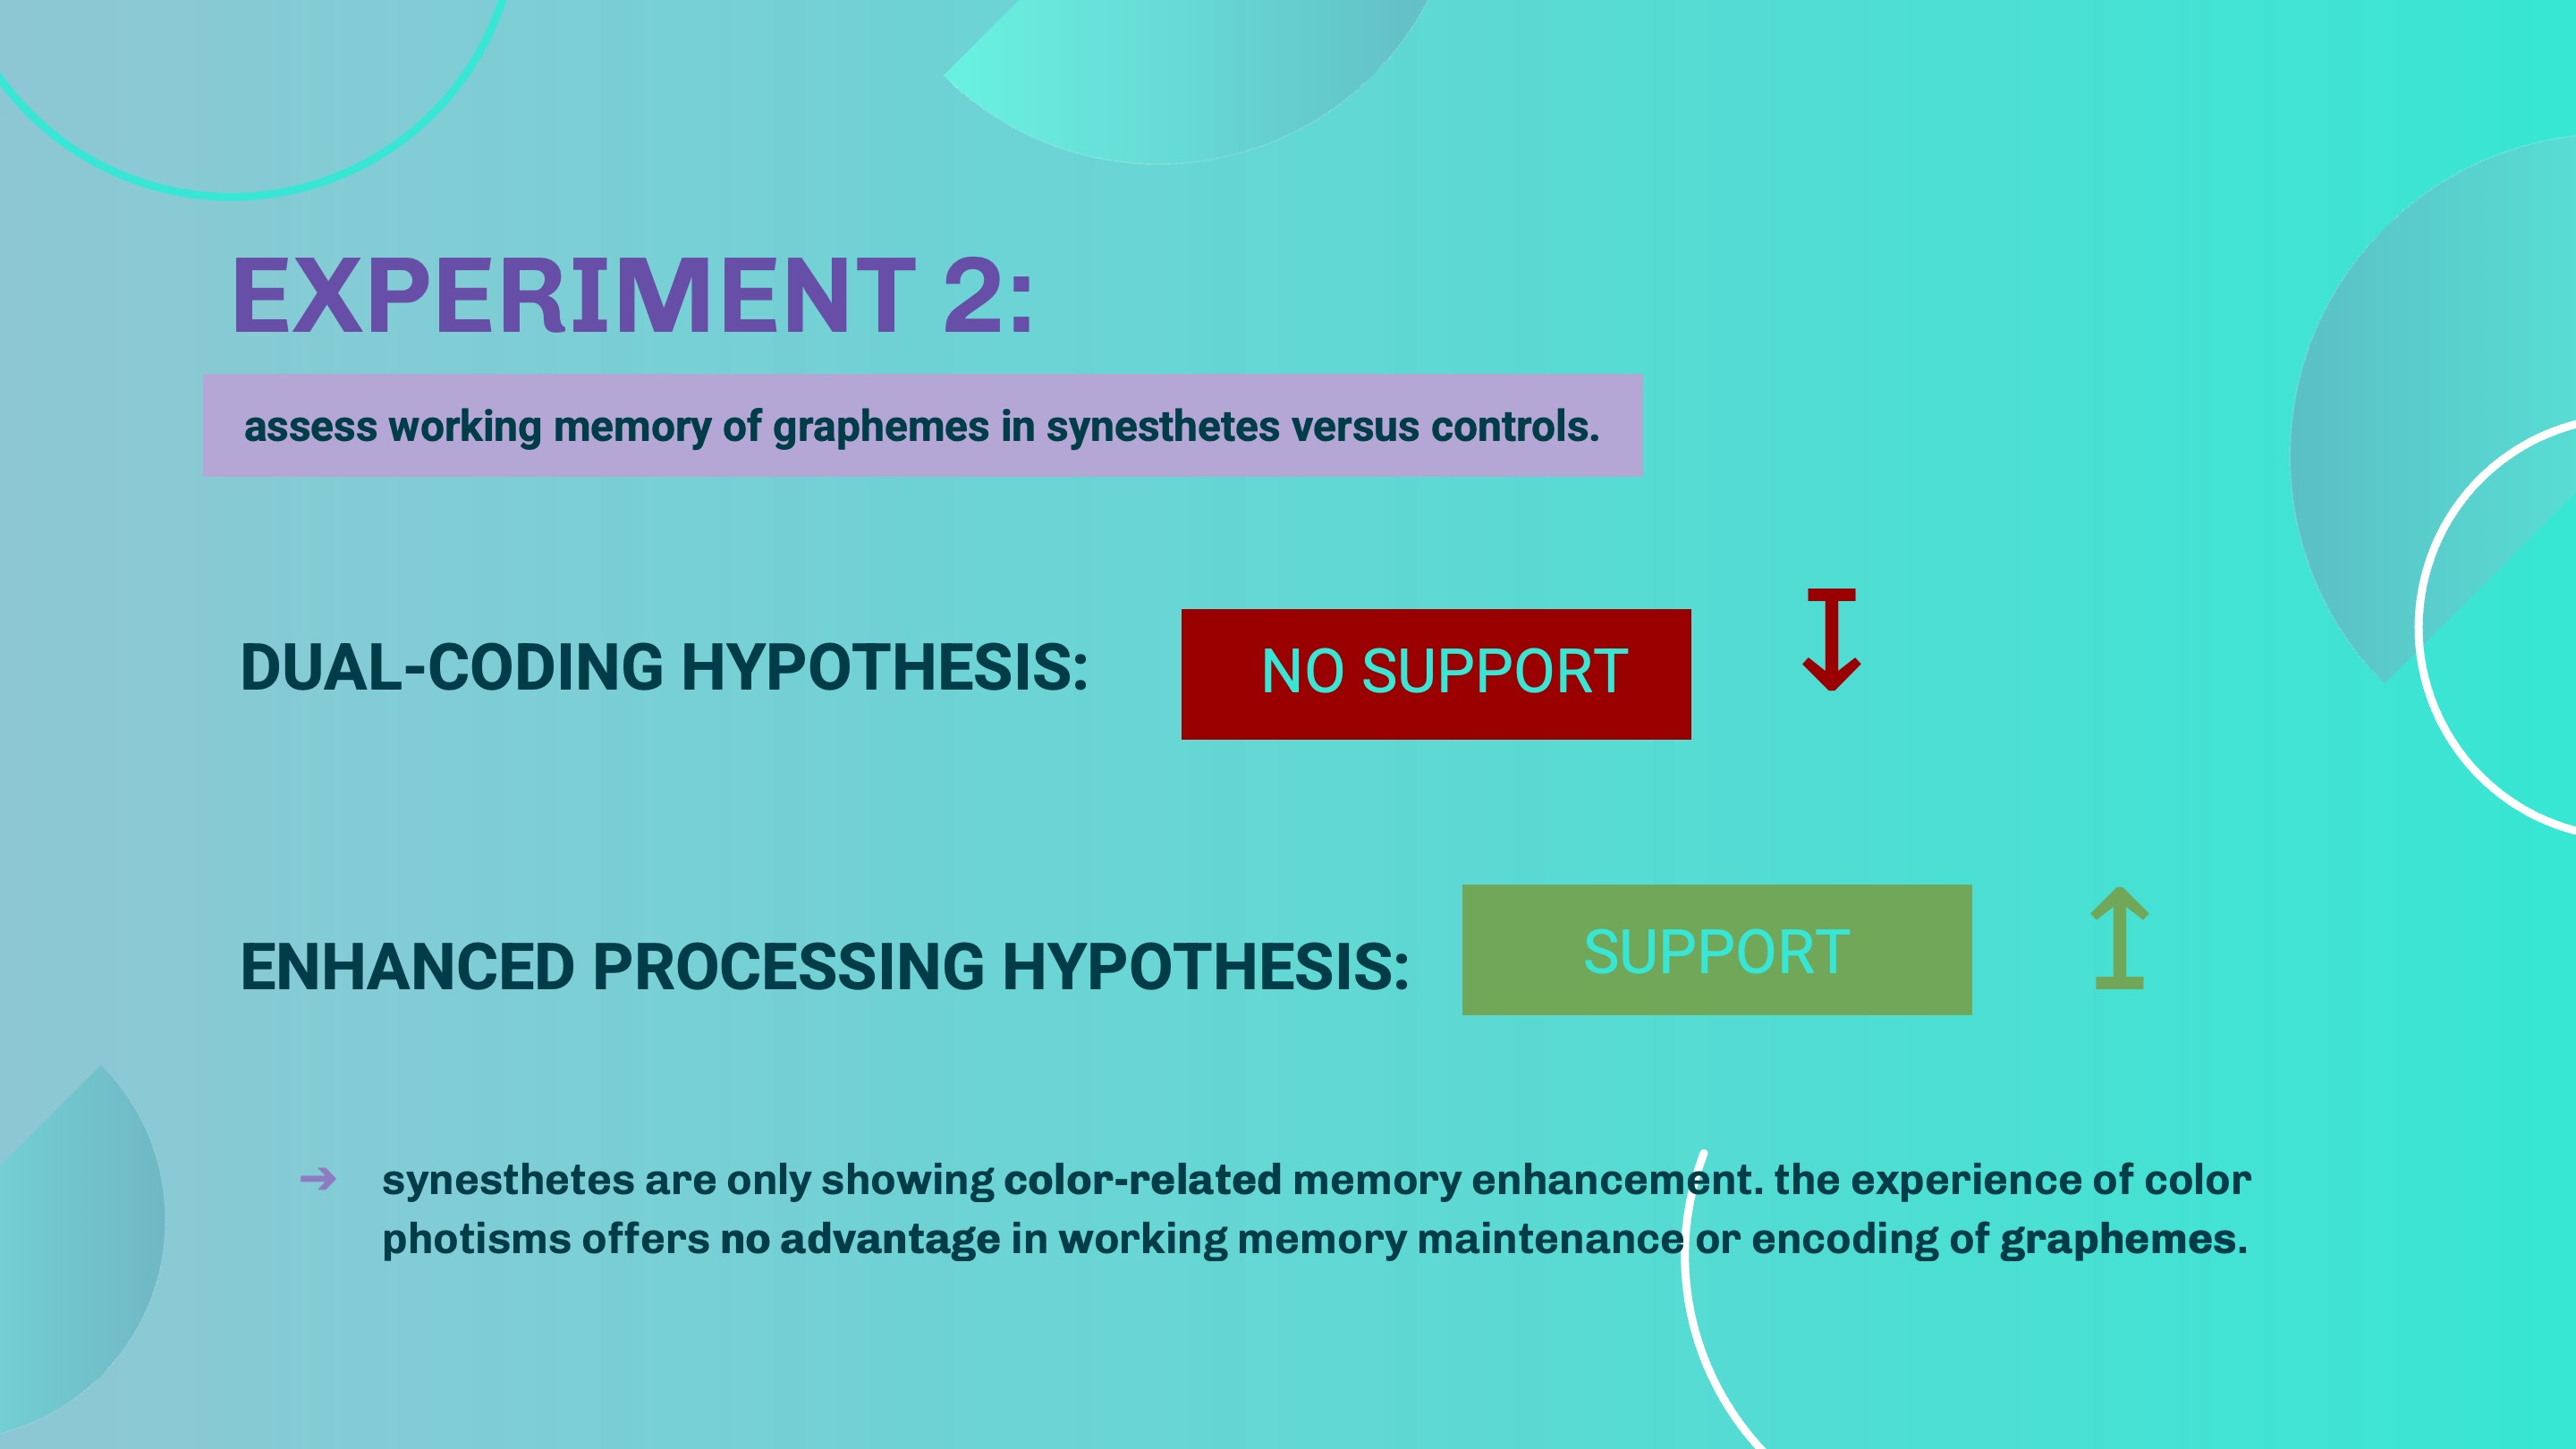 EXPERIMENT 2:
assess working memory of graphemes in synesthetes versus controls.
DUAL-CODING HYPOTHESIS:
NO SUPPORT
↧
ENHANCED PROCESSING HYPOTHESIS:
SUPPORT
↥
➔ synesthetes are only showing color-related memory enhancement. the experience of color
photisms offers no advantage in working memory maintenance or encoding of graphemes.